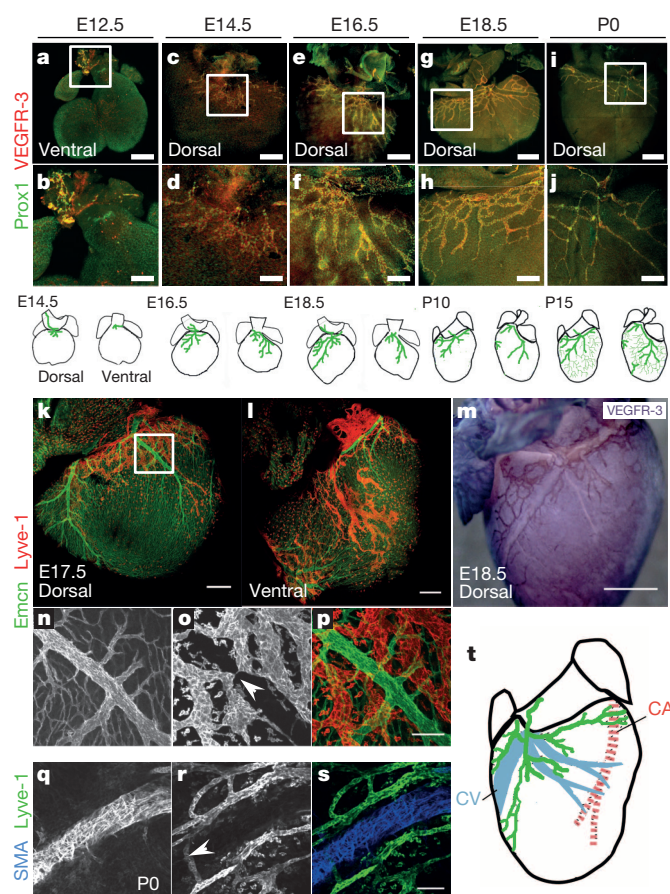 E12.5 E14.5 E16.5 E18.5 P0
a c e g i
Ventral Dorsal Dorsal Dorsal Dorsal
b d f h j
Prox1 VEGFR-3
E14.5 E16.5 E18.5 P10 P15
Dorsal Ventral
k l m VEGFR-3
E17.5
Dorsal Ventral E18.5
Dorsal
Emcn Lyve-1
n o p t
CA
CV
q r s
P0
SMA Lyve-1